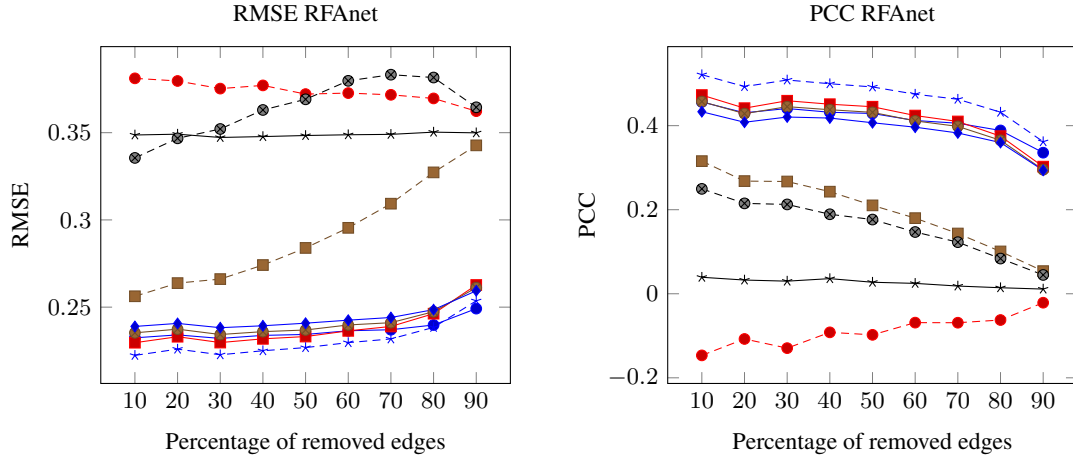 RMSE RFAnet
0.35
0.3
0.25
RMSE
10 20 30 40 50 60 70 80 90
Percentage of removed edges
PCC RFAnet
0.4
0.2
0
−0.2
PCC
10 20 30 40 50 60 70 80 90
Percentage of removed edges